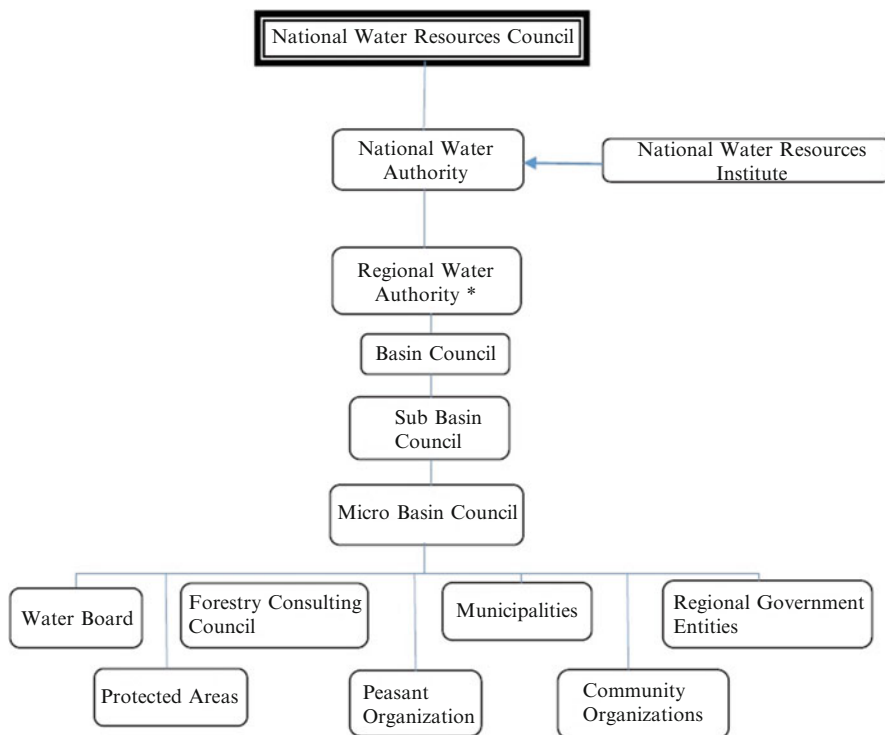 National Water Resources Council
National Water
Authority
National Water Resources
Institute
Regional Water
Authority *
Basin Council
Sub Basin
Council
Micro Basin Council
Water Board
Forestry Consulting
Council
Municipalities
Regional Government
Entities
Protected Areas
Peasant
Organization
Community
Organizations